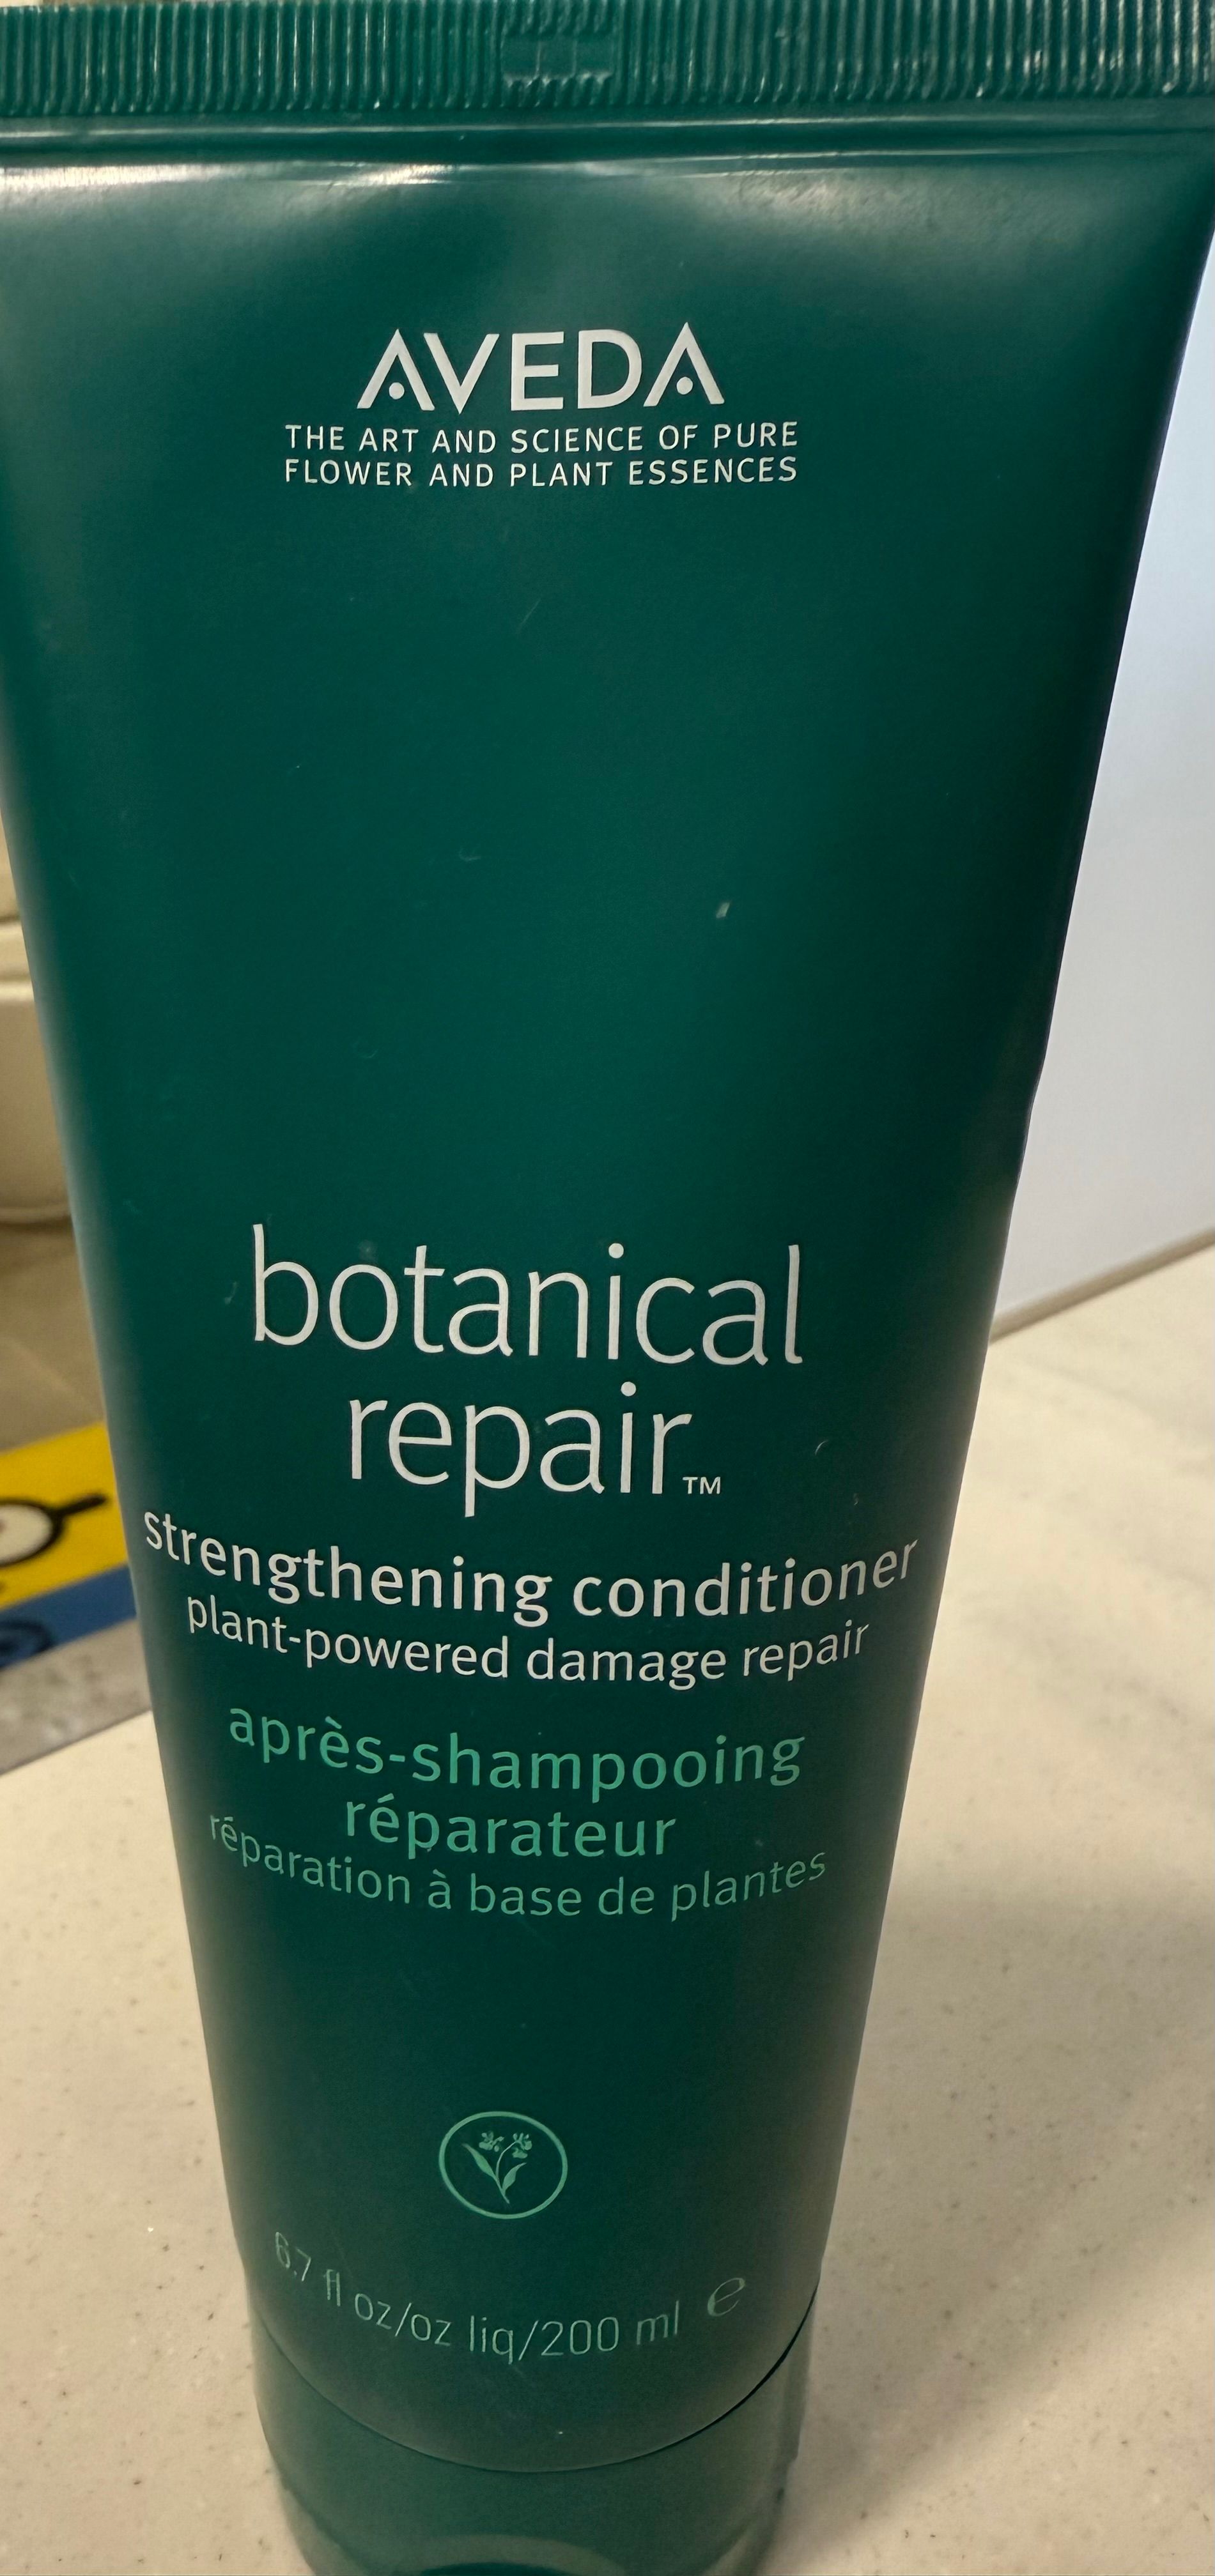 AVEDA
THE ART AND SCIENCE OF PURE
FLOWER AND PLANT ESSENCES
botanical
repair™
strengthening conditioner
plant-powered damage repair
après-shampooing
réparateur
réparation à base de plantes
6.7 fl oz/oz liq/200 ml ℮